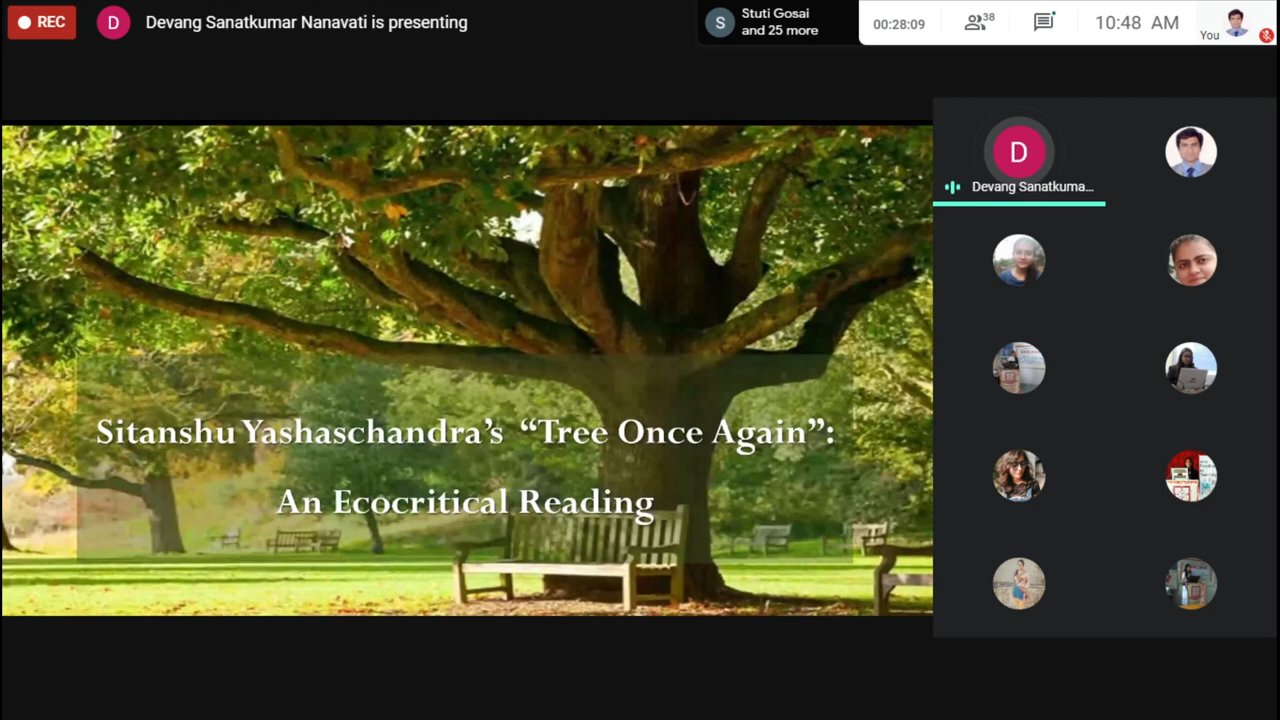 REC
D
Devang Sanatkumar Nanavati is presenting
S
Stuti Gosai
and 25 more
00:28:09
38
10:48 AM
You
D
Devang Sanatkuma...
Sitanshu Yashaschandra's "Tree Once Again":
An Ecocritical Reading